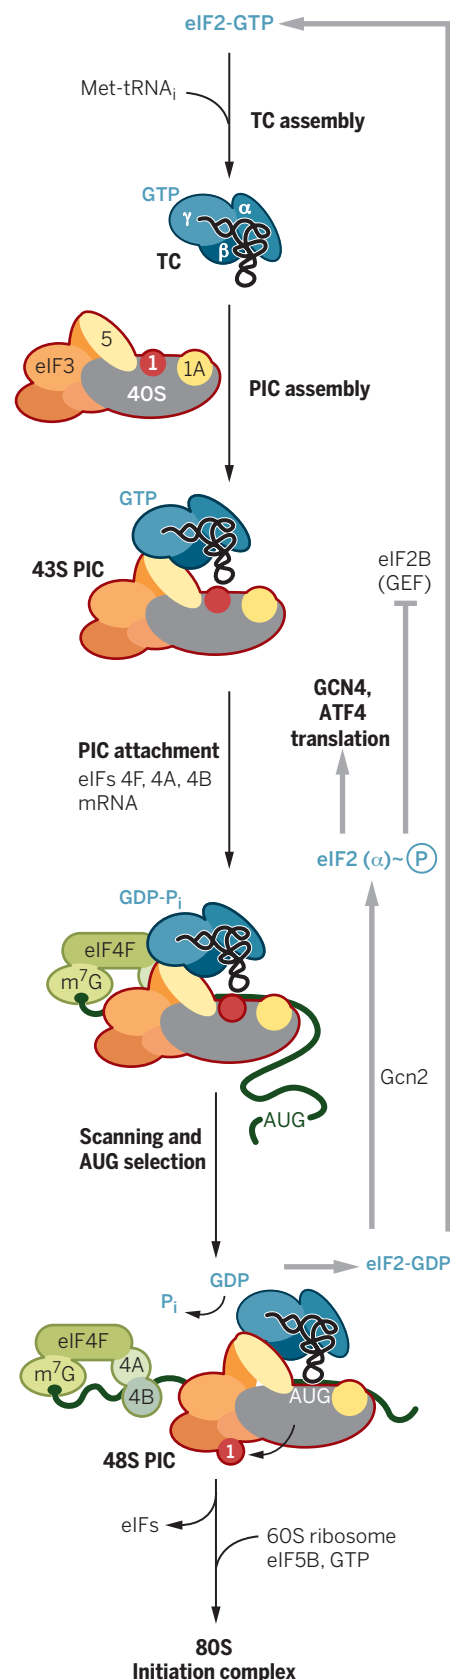 eIF2-GTP
Met-tRNAi
TC assembly
GTP
α
γ
β
TC
5
eIF3
1
1A
40S
PIC assembly
GTP
43S PIC
eIF2B
(GEF)
GCN4,
ATF4
translation
PIC attachment
eIFs 4F, 4A, 4B
mRNA
eIF2 (α)~P
GDP-Pi
eIF4F
m7G
Gcn2
AUG
Scanning and
AUG selection
eIF2-GDP
GDP
Pi
eIF4F
4A
m7G
4B
AUG
48S PIC
1
eIFs
60S ribosome
eIF5B, GTP
80S
Initiation complex